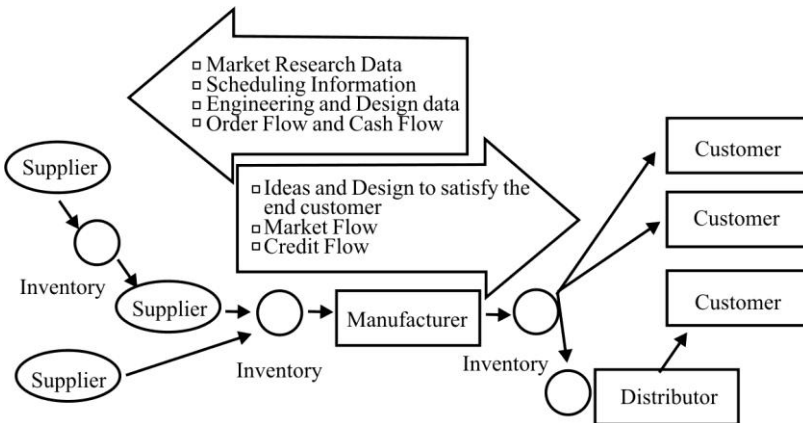 □ Market Research Data
□ Scheduling Information
□ Engineering and Design data
□ Order Flow and Cash Flow
□ Ideas and Design to satisfy the
end customer
□ Market Flow
□ Credit Flow
Supplier
Inventory
Supplier
Supplier
Inventory
Manufacturer
Inventory
Customer
Customer
Customer
Distributor